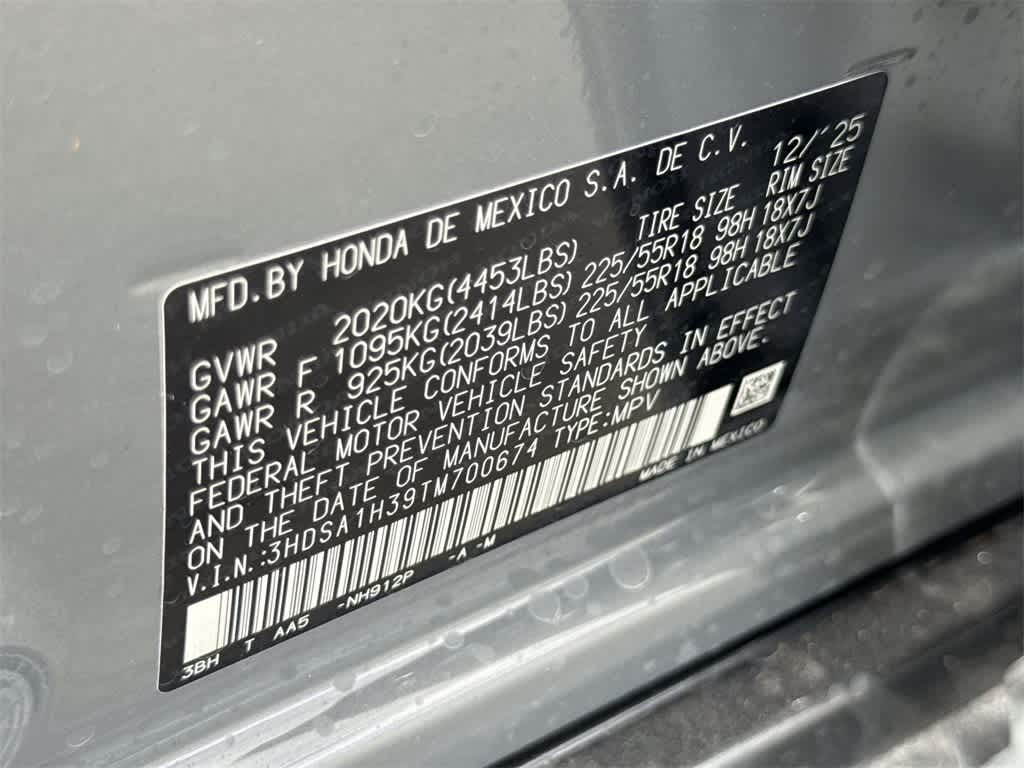 MFD.BY HONDA DE MEXICO S.A. DE C.V. 12/'25
TIRE SIZE RIM SIZE
GVWR 2020KG(4453LBS)
GAWR F 1095KG(2414LBS) 225/55R18 98H 18X7J
GAWR R 925KG(2039LBS) 225/55R18 98H 18X7J
THIS VEHICLE CONFORMS TO ALL APPLICABLE
FEDERAL MOTOR VEHICLE SAFETY
AND THEFT PREVENTION STANDARDS IN EFFECT
ON THE DATE OF MANUFACTURE SHOWN ABOVE.
V.I.N.:3HDSA1H39TM700674 TYPE:MPV
MADE IN MEXICO
3BH T AA5 -NH912P -A -M